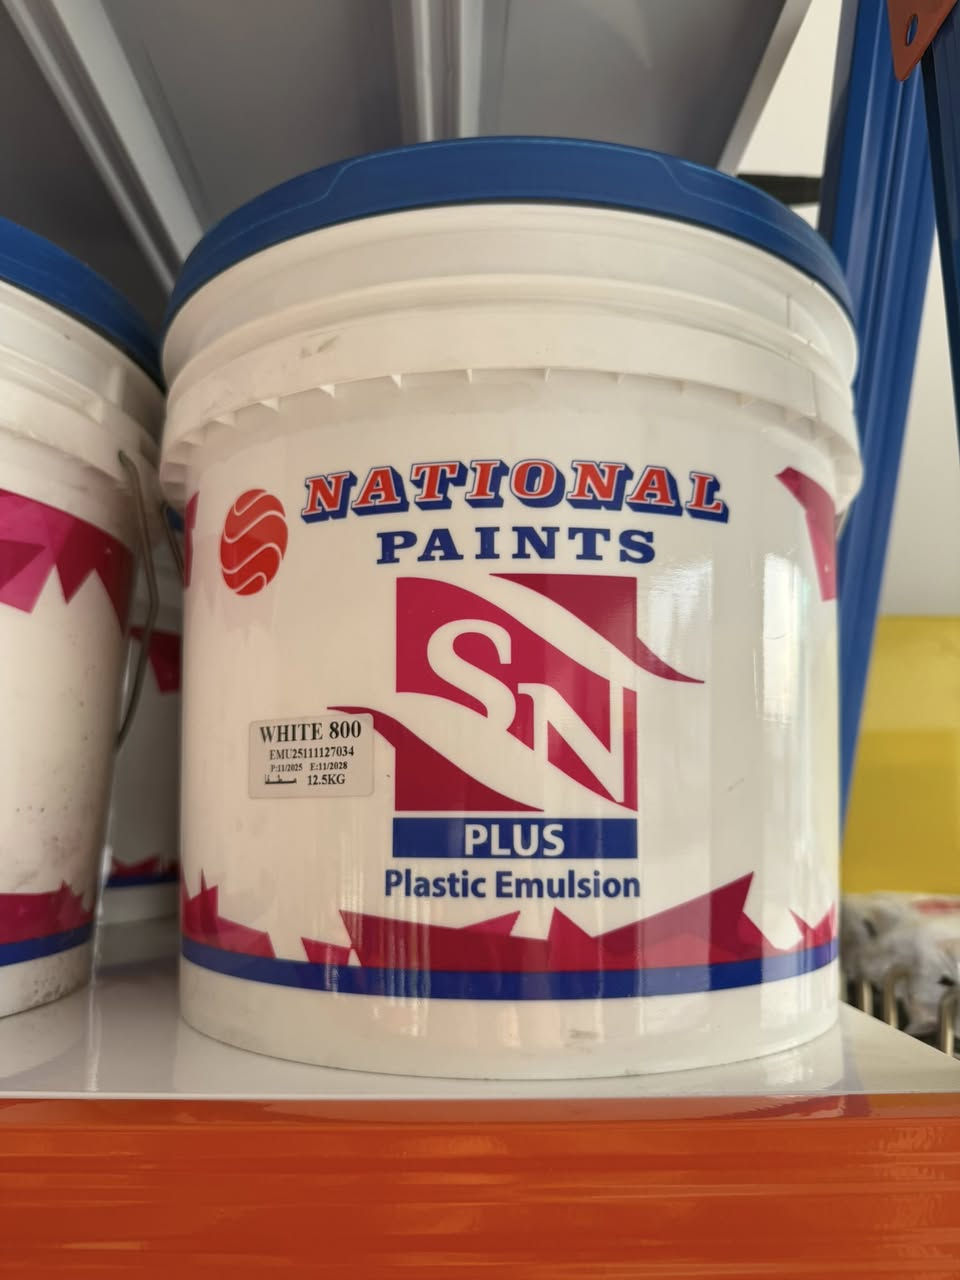 NATIONAL
PAINTS
SN
WHITE 800
EMU25111127034
P:11/2025 E:11/2028
12.5KG
PLUS
Plastic Emulsion